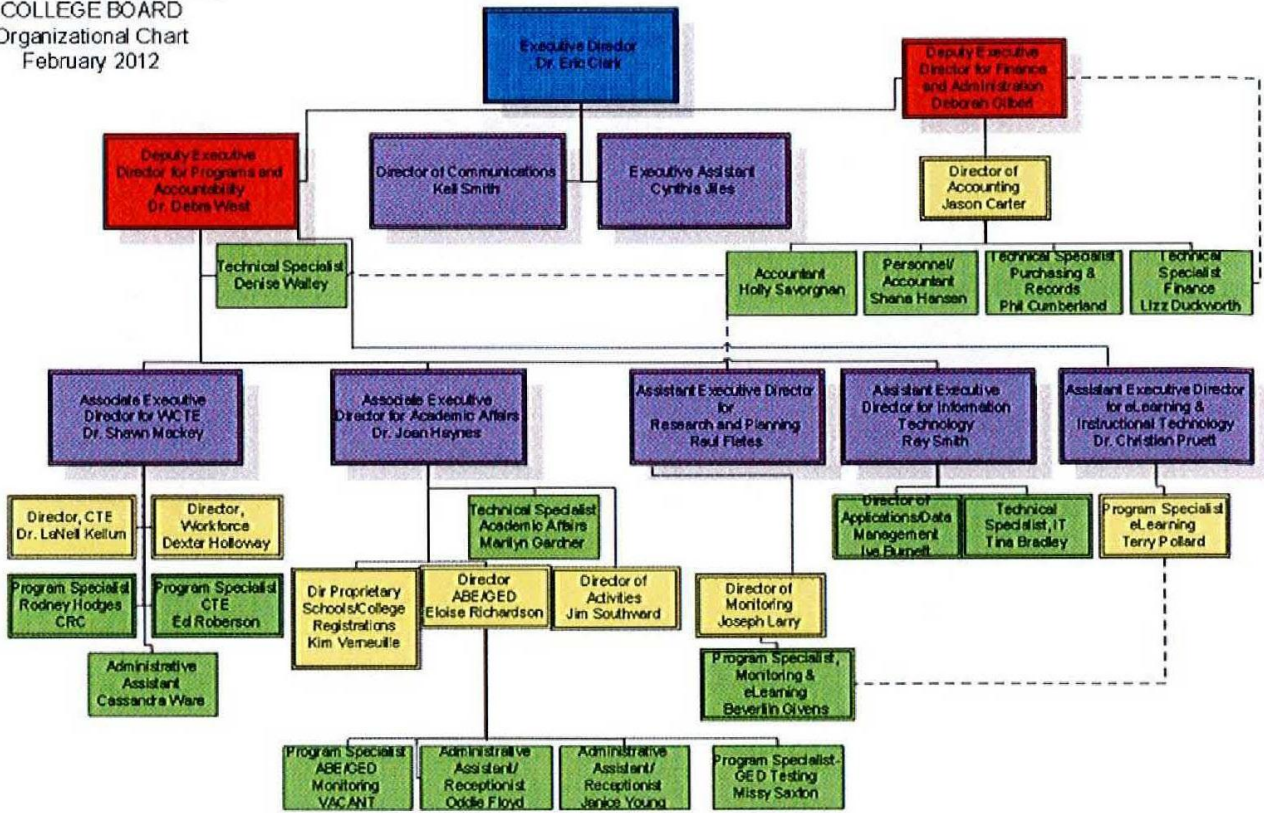 COLLEGE BOARD
Organizational Chart
February 2012
Executive Director
Dr. Eric Clark
Deputy Executive
Director for Finance
and Administration
Deborah Gilbert
Deputy Executive
Director for Programs and
Accountability
Dr. Debra West
Director of Communications
Kell Smith
Executive Assistant
Cynthia Jiles
Director of
Accounting
Jason Carter
Technical Specialist
Denise Walley
Accountant
Holly Savorgnan
Personnel/
Accountant
Shana Hansen
Technical Specialist
Purchasing &
Records
Phil Cumberland
Technical
Specialist
Finance
Lizz Duckworth
Associate Executive
Director for WCTE
Dr. Shawn Mackey
Associate Executive
Director for Academic Affairs
Dr. Joan Haynes
Assistant Executive Director
for
Research and Planning
Raul Fletes
Assistant Executive
Director for Information
Technology
Ray Smith
Assistant Executive Director
for eLearning &
Instructional Technology
Dr. Christian Pruett
Director, CTE
Dr. LaNell Kellum
Director,
Workforce
Dexter Holloway
Technical Specialist
Academic Affairs
Marilyn Gardner
Director of
Applications/Data
Management
Iva Burnett
Technical
Specialist, IT
Tina Bradley
Program Specialist
eLearning
Terry Pollard
Program Specialist
Rodney Hodges
CRC
Program Specialist
CTE
Ed Roberson
Dir Proprietary
Schools/College
Registrations
Kim Verneuille
Director
ABE/GED
Eloise Richardson
Director of
Activities
Jim Southward
Director of
Monitoring
Joseph Larry
Administrative
Assistant
Cassandra Ware
Program Specialist,
Monitoring &
eLearning
Beverlin Givens
Program Specialist
ABE/GED
Monitoring
VACANT
Administrative
Assistant/
Receptionist
Oddie Floyd
Administrative
Assistant/
Receptionist
Janice Young
Program Specialist-
GED Testing
Missy Saxton